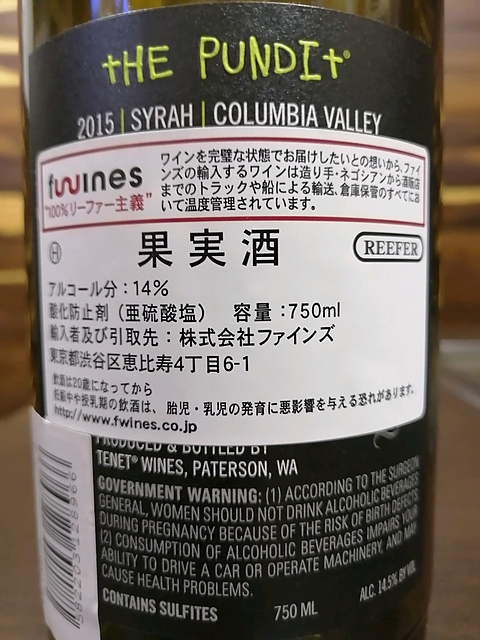 tHE PUNDIt®
2015 | SYRAH | COLUMBIA VALLEY
fwines
"100%リーファー主義"
ワインを完璧な状態でお届けしたいとの想いから、ファイ
ンズの輸入するワインは造り手・ネゴシアンから酒販店
までのトラックや船による輸送、倉庫保管のすべてにお
いて温度管理されています。
H
果実酒
REEFER
アルコール分:14%
酸化防止剤(亜硫酸塩) 容量:750ml
輸入者及び引取先:株式会社ファインズ
東京都渋谷区恵比寿4丁目6-1
飲酒は20歳になってから
妊娠中や授乳期の飲酒は、胎児・乳児の発育に悪影響を与える恐れがあります。
http://www.fwines.co.jp
PRODUCED & BOTTLED BY
TENET® WINES, PATERSON, WA
GOVERNMENT WARNING: (1) ACCORDING TO THE SURGEON
GENERAL, WOMEN SHOULD NOT DRINK ALCOHOLIC BEVERAGES
DURING PREGNANCY BECAUSE OF THE RISK OF BIRTH DEFECTS.
(2) CONSUMPTION OF ALCOHOLIC BEVERAGES IMPAIRS YOUR
ABILITY TO DRIVE A CAR OR OPERATE MACHINERY, AND MAY
CAUSE HEALTH PROBLEMS.
CONTAINS SULFITES
750 ML
ALC. 14.5% BY VOL